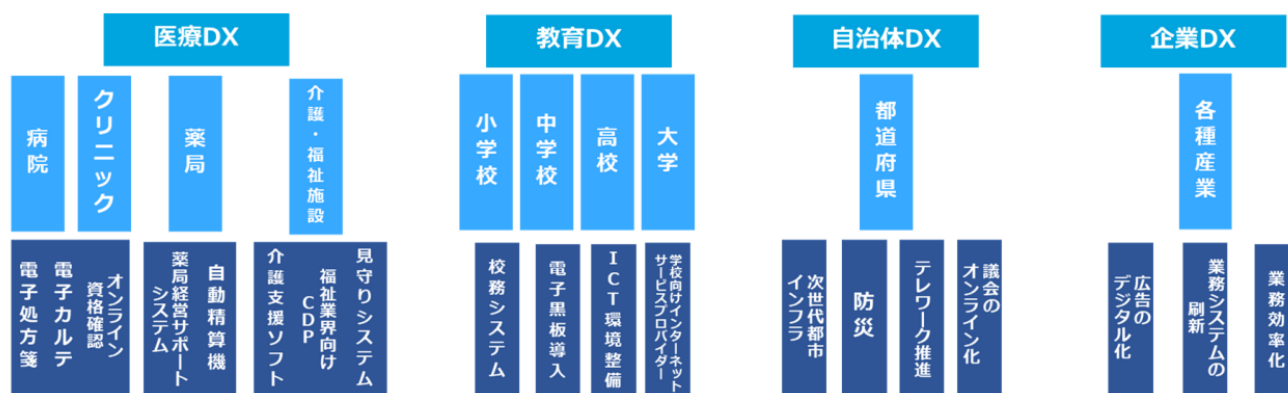 医療DX
教育DX
自治体DX
企業DX
病院
クリニック
薬局
介護・福祉施設
小学校
中学校
高校
大学
都道府県
各種産業
電子処方箋
電子カルテ
オンライン
資格確認
薬局経営サポート
システム
自動精算機
介護支援ソフト
福祉業界向け
CDP
見守りシステム
校務システム
電子黒板導入
ICT環境整備
学校向けインターネット
サービスプロバイダー
次世代都市
インフラ
防災
テレワーク推進
議会の
オンライン化
広告の
デジタル化
業務システムの
刷新
業務効率化